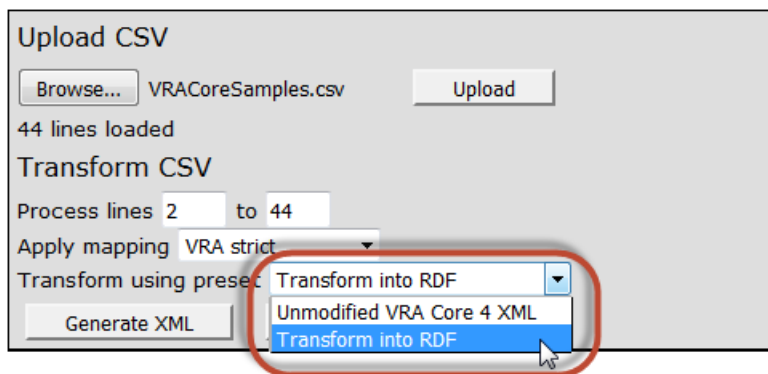 Upload CSV
Browse... VRACoreSamples.csv Upload
44 lines loaded
Transform CSV
Process lines 2 to 44
Apply mapping VRA strict
Transform using preset Transform into RDF
Unmodified VRA Core 4 XML
Generate XML Transform into RDF